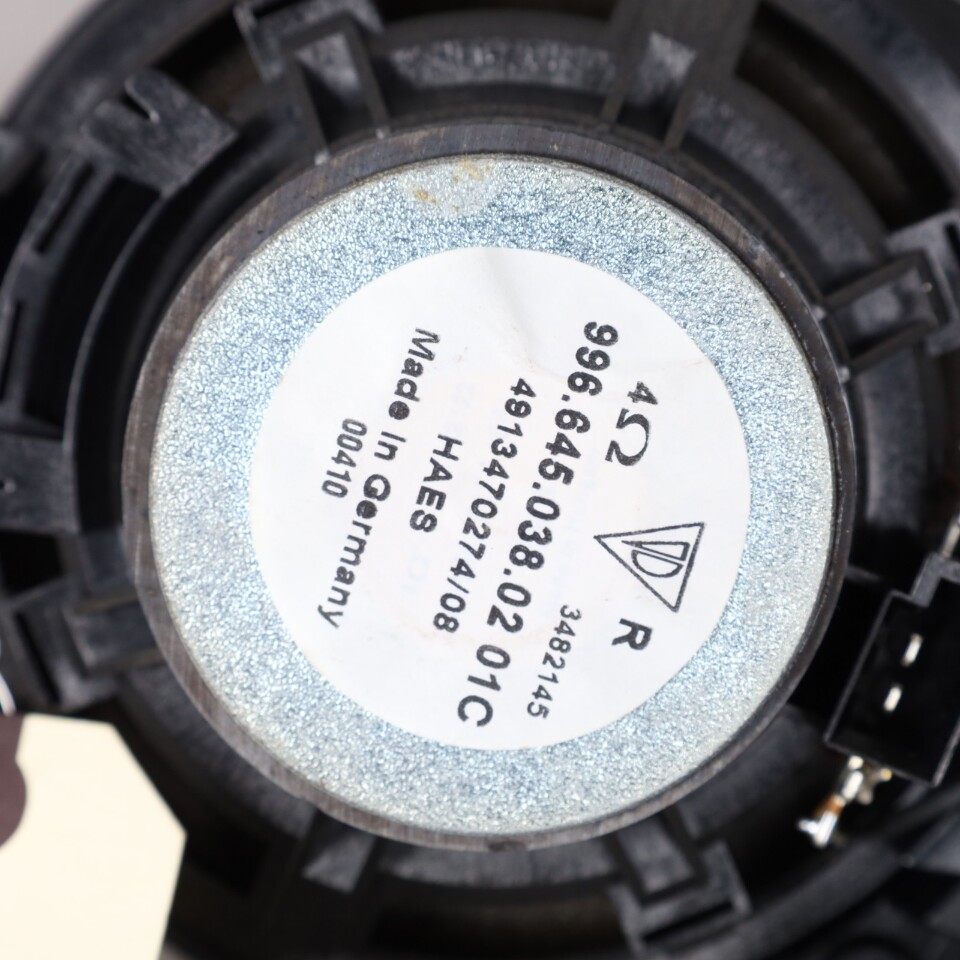 4Ω R
3482145
996.645.038.02 01C
4913470274/08
HAES
Made In Germany
00410